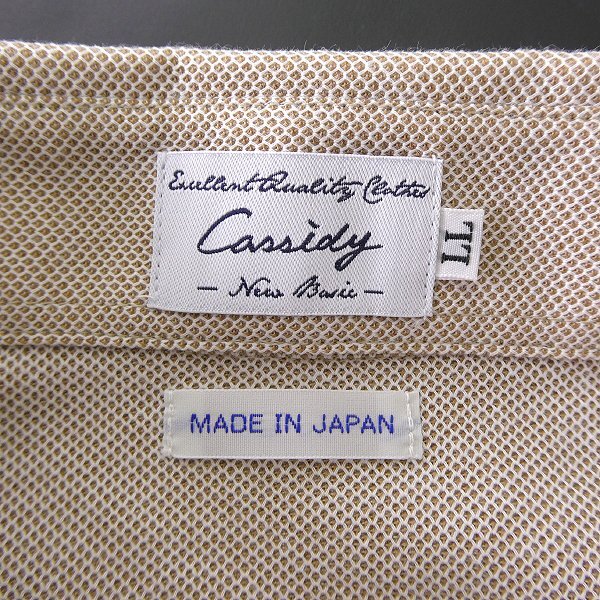 Excellent Quality Clothes
Cassidy
- New Basic -
LL
MADE IN JAPAN